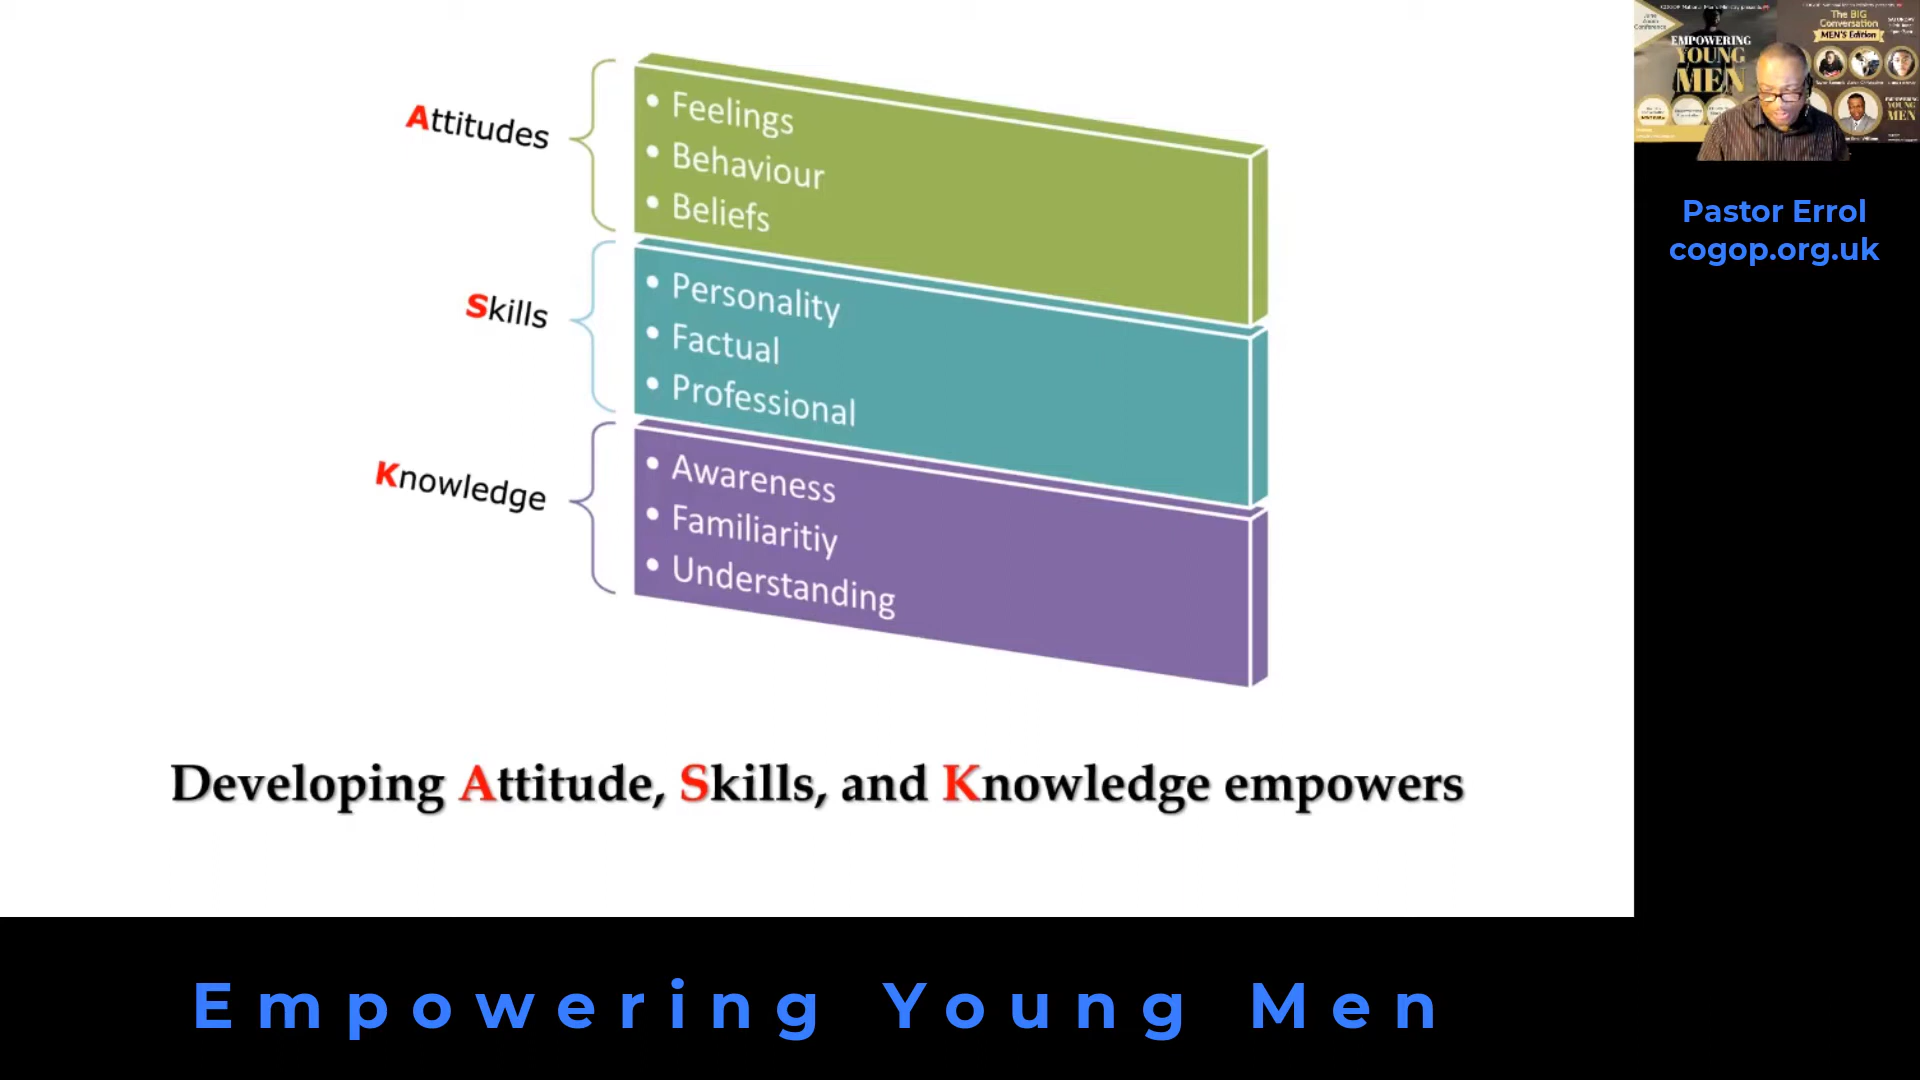 Attitudes
• Feelings
• Behaviour
• Beliefs
Skills
• Personality
• Factual
• Professional
Knowledge
• Awareness
• Familiaritiy
• Understanding
Developing Attitude, Skills, and Knowledge empowers
EMPOWERING
YOUNG
MEN
The BIG
Conversation
MEN'S Edition
Pastor Errol
cogop.org.uk
Empowering Young Men